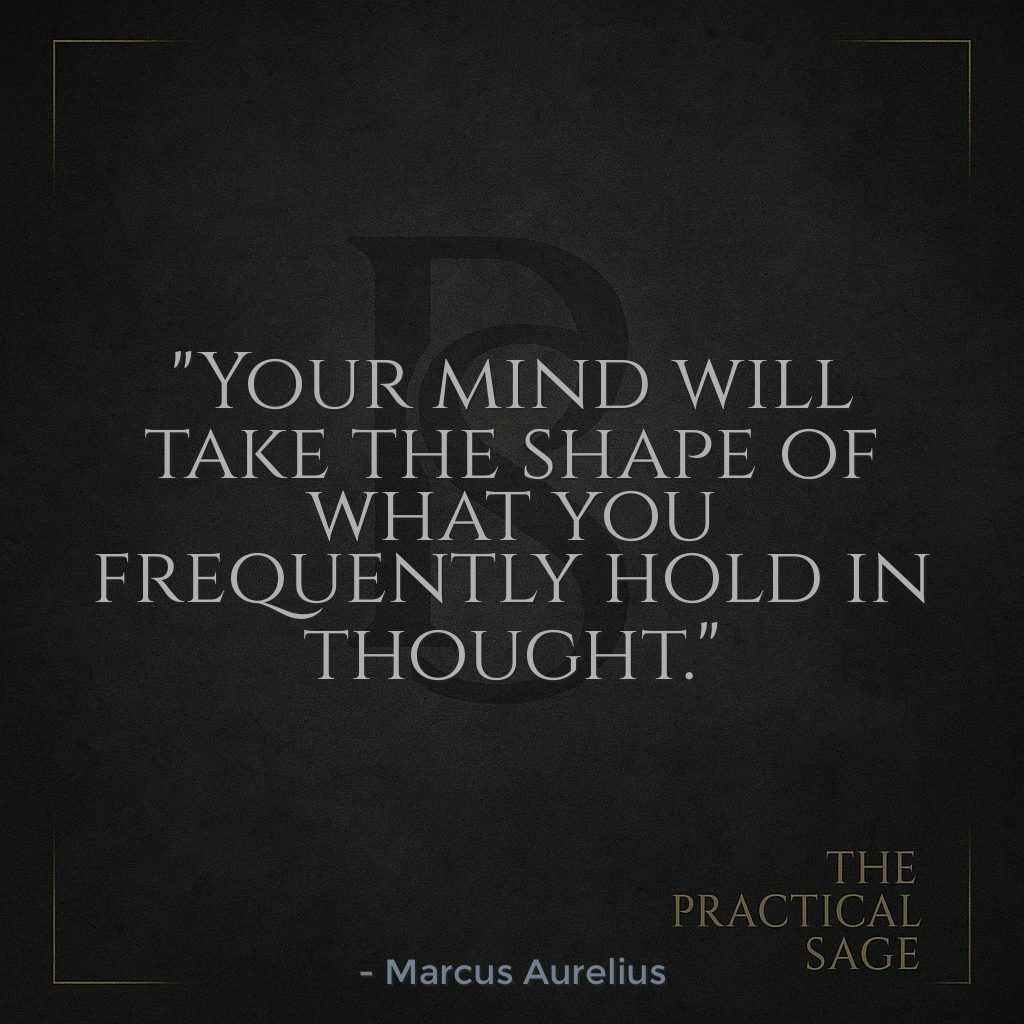 "Your mind will
take the shape of
what you
frequently hold in
thought."
THE
PRACTICAL
SAGE
- Marcus Aurelius